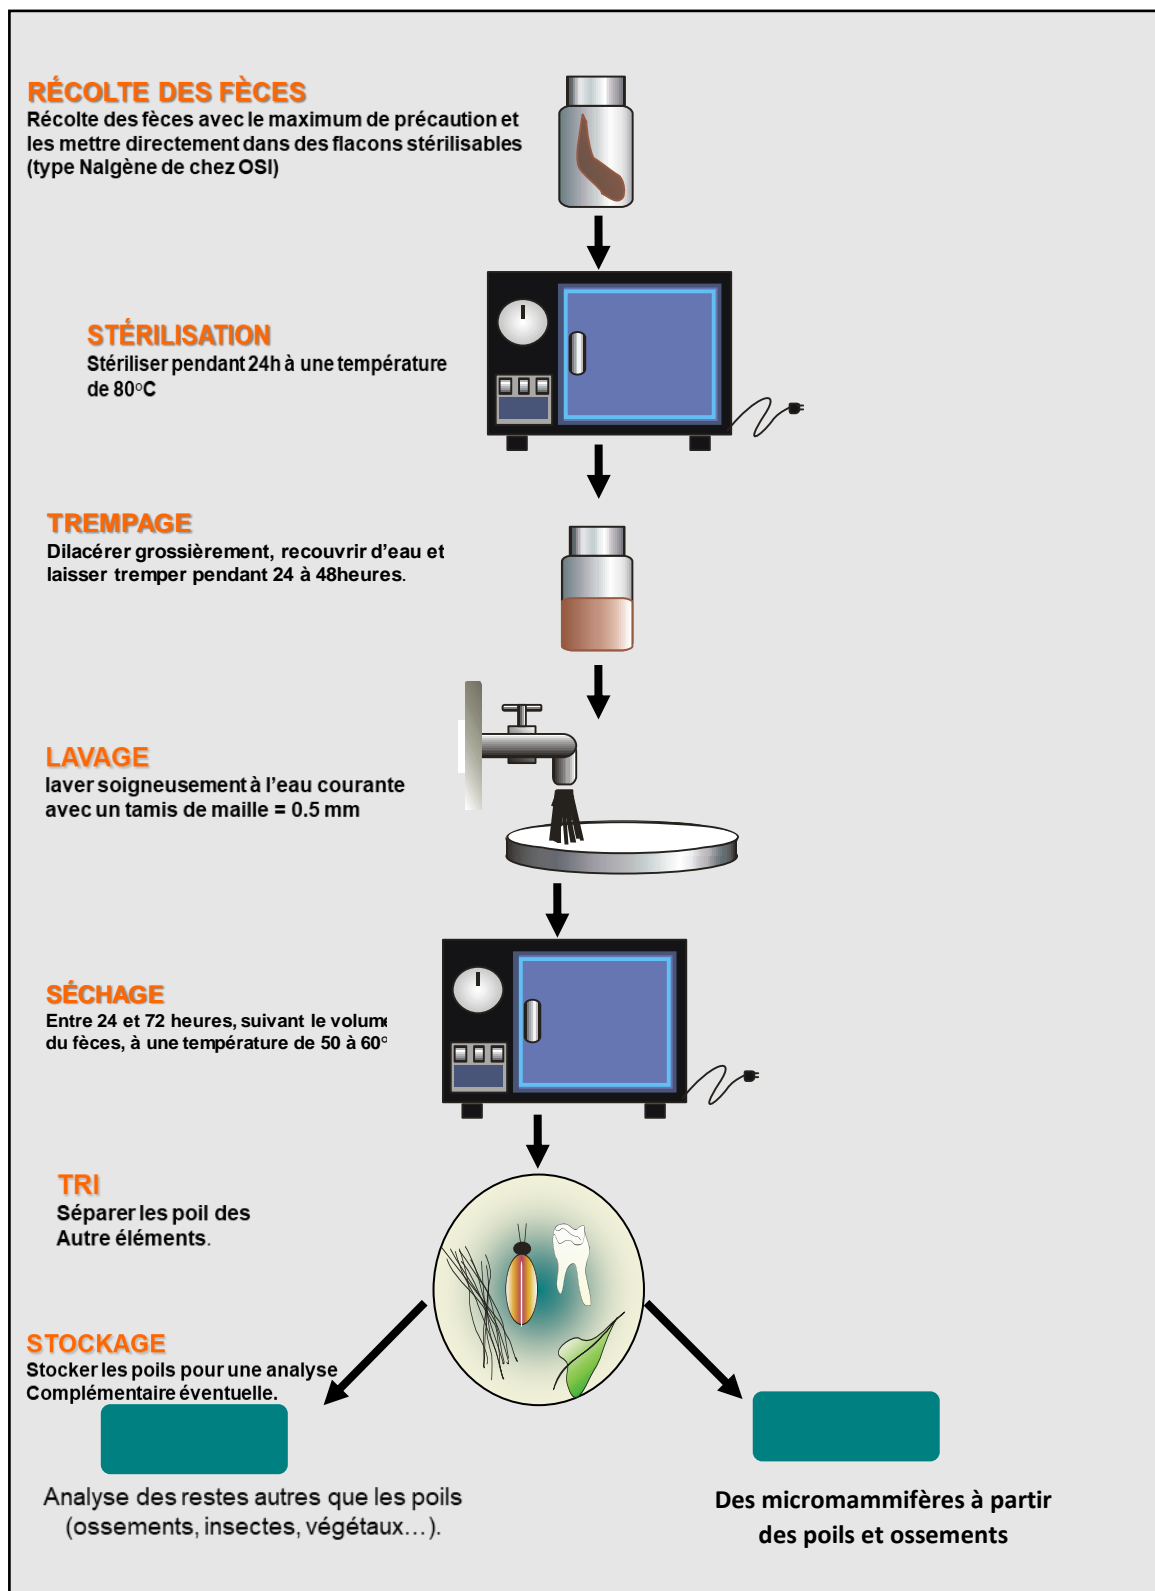 RÉCOLTE DES FÈCES
Récolte des fèces avec le maximum de précaution et
les mettre directement dans des flacons stérilisables
(type Nalgène de chez OSI)
STÉRILISATION
Stériliser pendant 24h à une température
de 80°C
TREMPAGE
Dilacérer grossièrement, recouvrir d'eau et
laisser tremper pendant 24 à 48heures.
LAVAGE
laver soigneusement à l'eau courante
avec un tamis de maille = 0.5 mm
SÉCHAGE
Entre 24 et 72 heures, suivant le volume
du fèces, à une température de 50 à 60°
TRI
Séparer les poil des
Autre éléments.
STOCKAGE
Stocker les poils pour une analyse
Complémentaire éventuelle.
Analyse des restes autres que les poils
(ossements, insectes, végétaux…).
Des micromammifères à partir
des poils et ossements